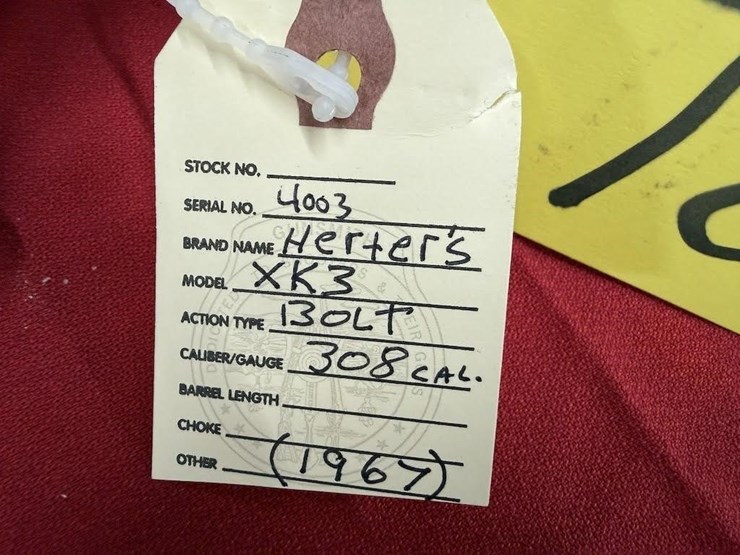 STOCK NO.
SERIAL NO. 4003
BRAND NAME Herter's
MODEL XK3
ACTION TYPE BOLT
CALIBER/GAUGE 308 CAL.
BARREL LENGTH
CHOKE
OTHER (1967)